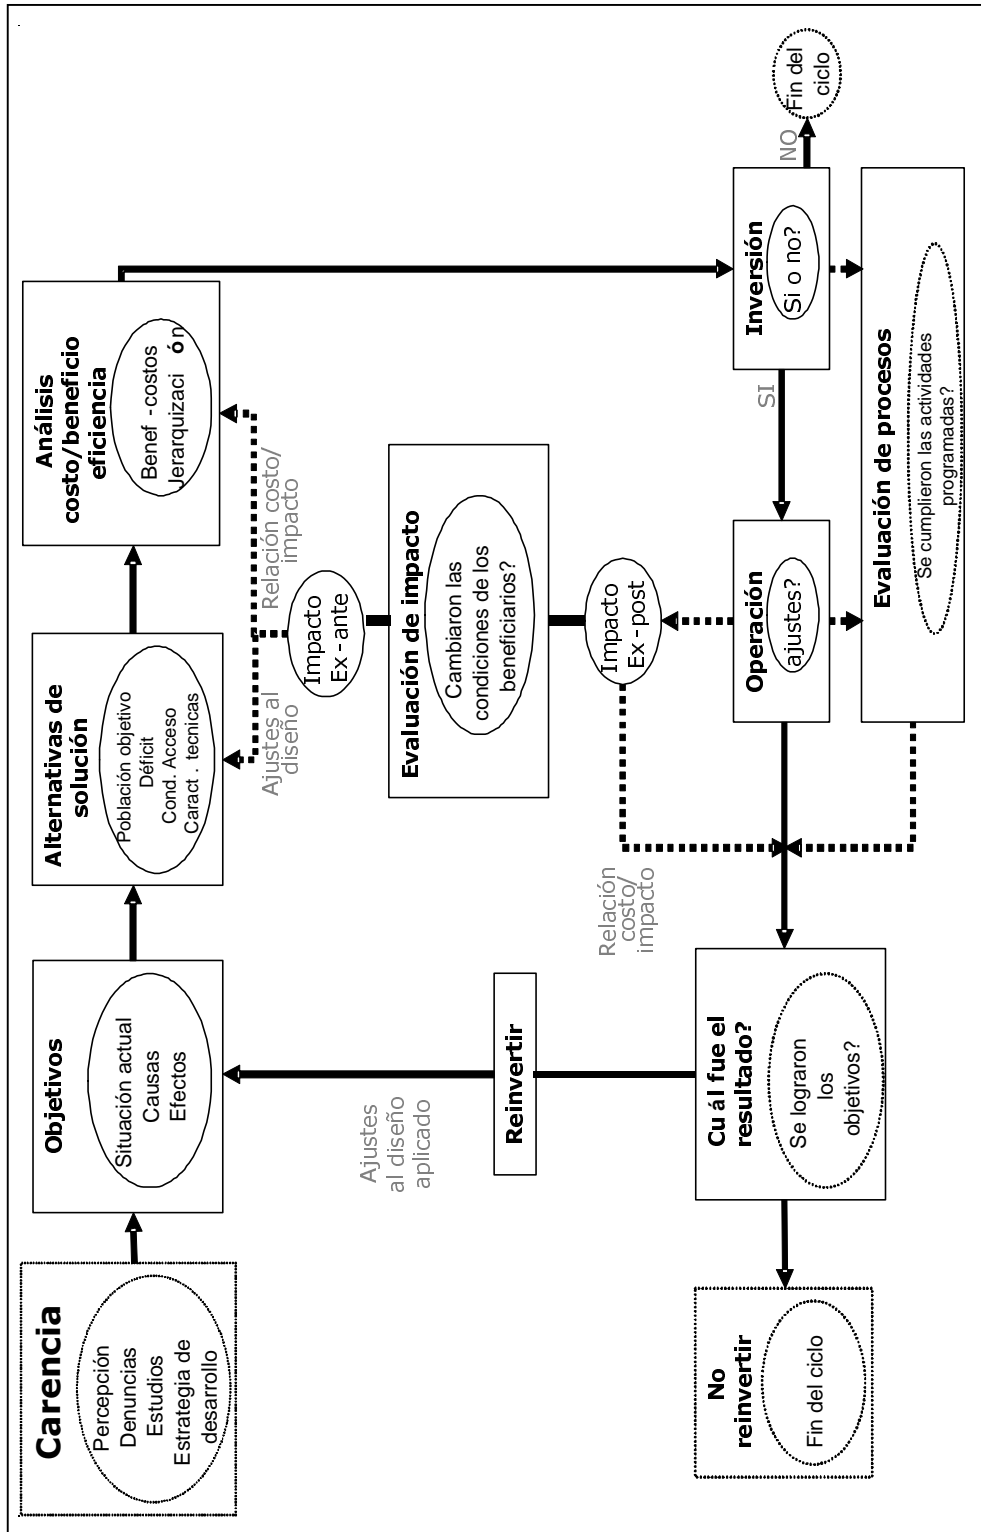 Carencia
Percepción
Denuncias
Estudios
Estrategia de
desarrollo
Objetivos
Situación actual
Causas
Efectos
Alternativas de
solución
Población objetivo
Déficit
Cond. Acceso
Caract . tecnicas
Análisis
costo/beneficio
eficiencia
Benef -costos
Jerarquizaci ón
Ajustes al
diseño
Relación costo/
impacto
Impacto
Ex -ante
Evaluación de impacto
Cambiaron las
condiciones de los
beneficiarios?
Impacto
Ex -post
Ajustes
al diseño
aplicado
Reinvertir
Relación
costo/
impacto
No
reinvertir
Fin del ciclo
Cu á l fue el
resultado?
Se lograron
los
objetivos?
Operación
ajustes?
SI
Inversión
Si o no?
NO
Fin del
ciclo
Evaluación de procesos
Se cumplieron las actividades
programadas?